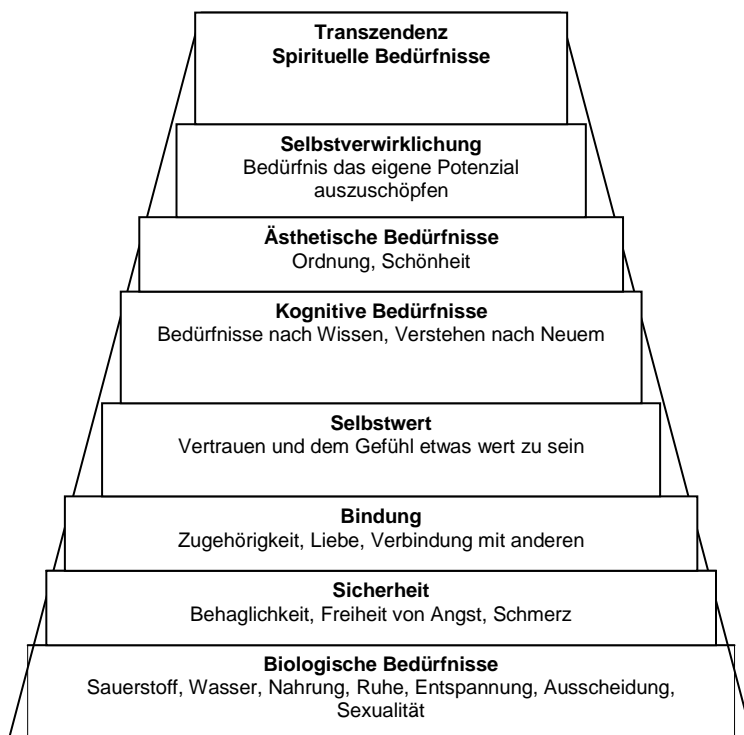 Transzendenz
Spirituelle Bedürfnisse
Selbstverwirklichung
Bedürfnis das eigene Potenzial
auszuschöpfen
Ästhetische Bedürfnisse
Ordnung, Schönheit
Kognitive Bedürfnisse
Bedürfnisse nach Wissen, Verstehen nach Neuem
Selbstwert
Vertrauen und dem Gefühl etwas wert zu sein
Bindung
Zugehörigkeit, Liebe, Verbindung mit anderen
Sicherheit
Behaglichkeit, Freiheit von Angst, Schmerz
Biologische Bedürfnisse
Sauerstoff, Wasser, Nahrung, Ruhe, Entspannung, Ausscheidung,
Sexualität